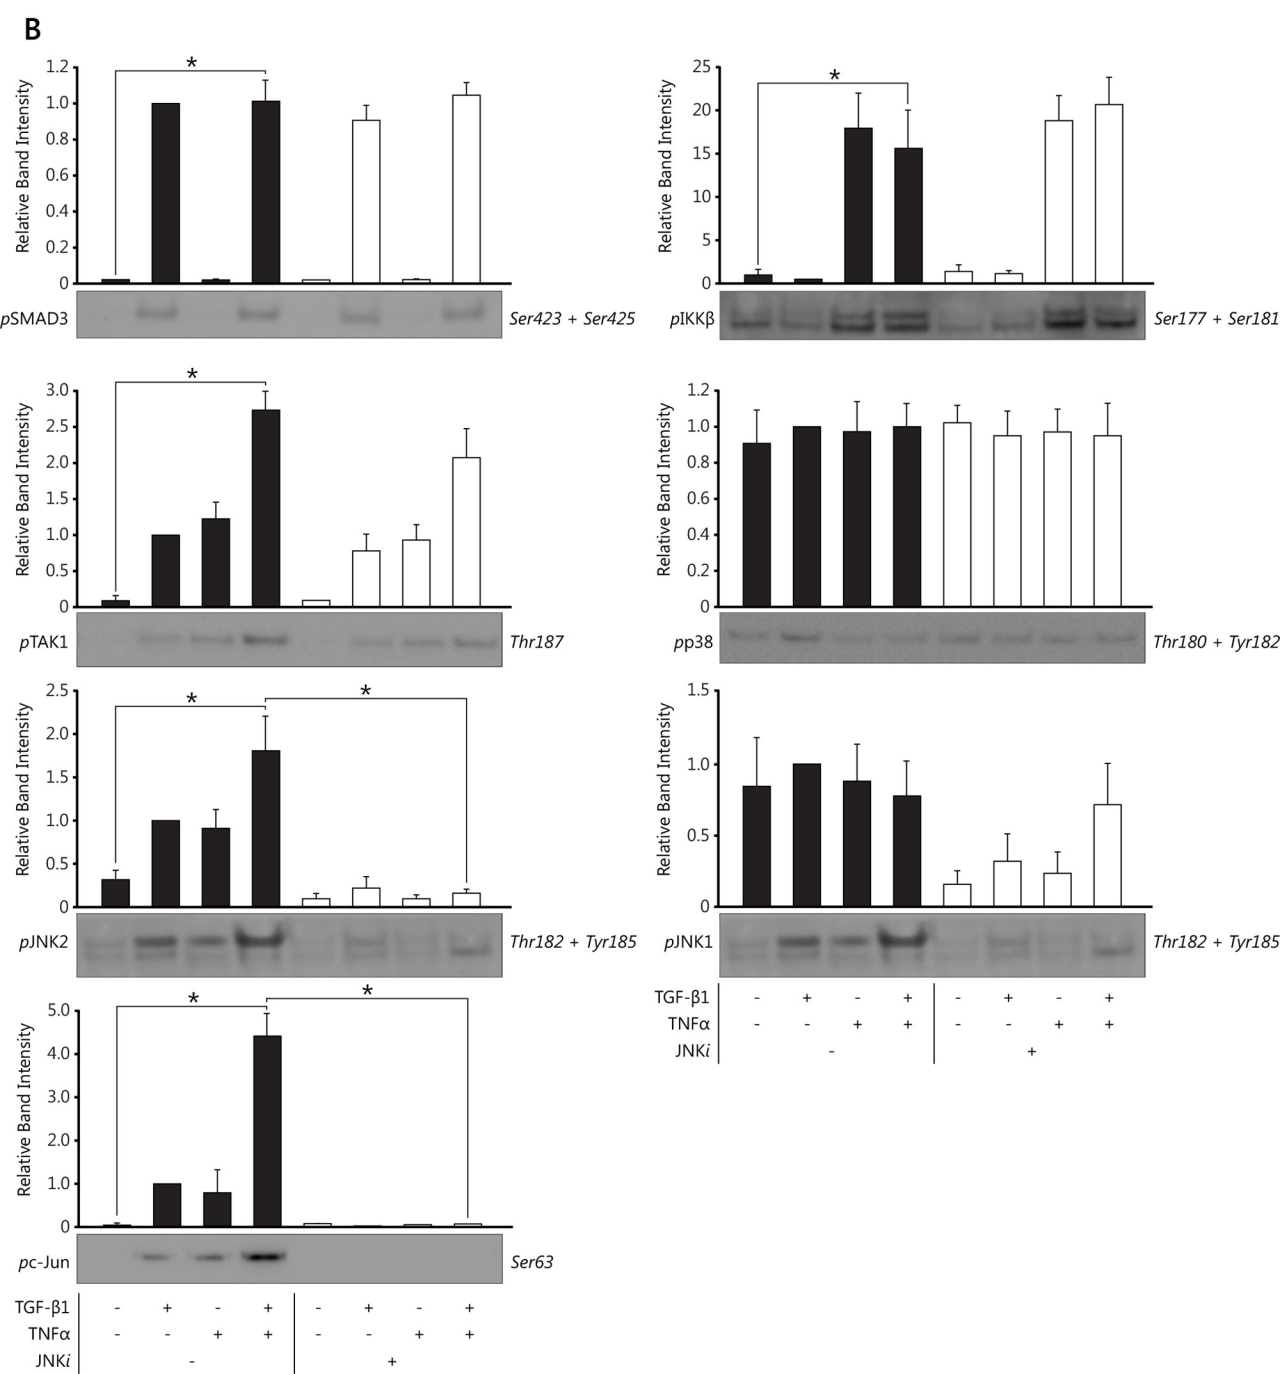 B
*
1.2
1.0
0.8
0.6
0.4
0.2
0
Relative Band Intensity
pSMAD3
Ser423 + Ser425
*
25
20
15
10
5
0
Relative Band Intensity
pIKKβ
Ser177 + Ser181
*
3.0
2.5
2.0
1.5
1.0
0.5
0
Relative Band Intensity
pTAK1
Thr187
1.2
1.0
0.8
0.6
0.4
0.2
0
Relative Band Intensity
pp38
Thr180 + Tyr182
* *
2.5
2.0
1.5
1.0
0.5
0
Relative Band Intensity
pJNK2
Thr182 + Tyr185
1.5
1.0
0.5
0
Relative Band Intensity
pJNK1
Thr182 + Tyr185
TGF-β1 - + - + - + - +
TNFα - - + + - - + +
JNKi - +
* *
5.0
4.0
3.0
2.0
1.0
0
Relative Band Intensity
pc-Jun
Ser63
TGF-β1 - + - + - + - +
TNFα - - + + - - + +
JNKi - +